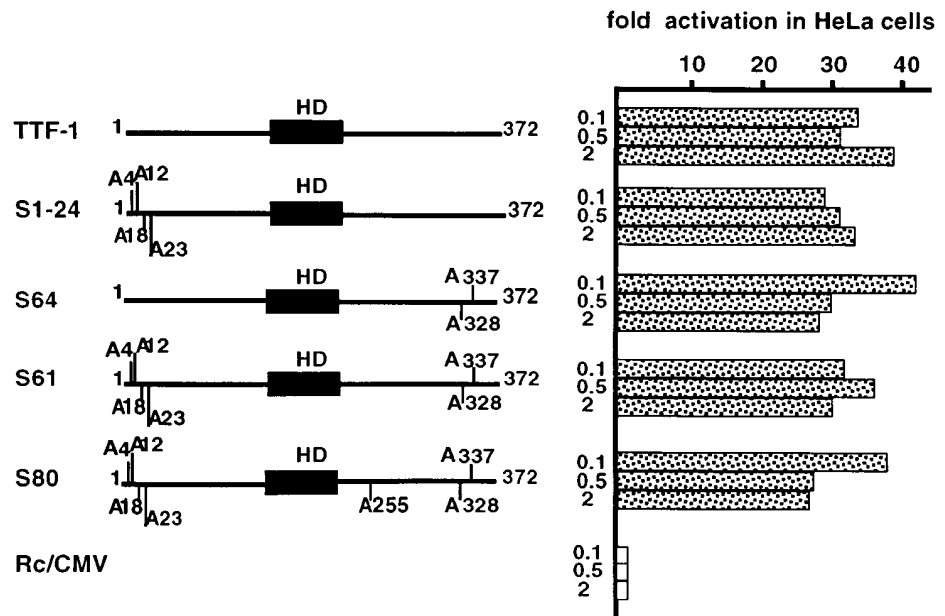 fold activation in HeLa cells
10 20 30 40
TTF-1 1 HD 372
0.1
0.5
2
A4 A12
S1-24 1 HD 372
A18 A23
0.1
0.5
2
S64 1 HD A337 372
A328
0.1
0.5
2
A4 A12
S61 1 HD A337 372
A18 A23 A328
0.1
0.5
2
A4 A12
S80 1 HD A337 372
A18 A23 A255 A328
0.1
0.5
2
Rc/CMV
0.1
0.5
2